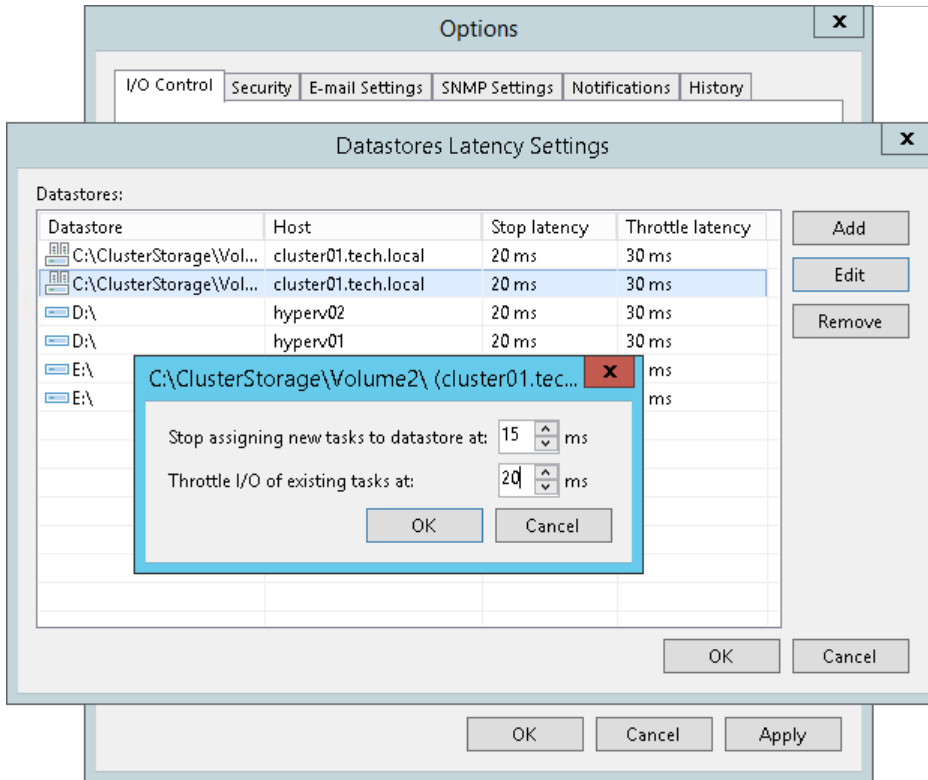 Options
x
I/O Control Security E-mail Settings SNMP Settings Notifications History
Datastores Latency Settings
x
Datastores:
Datastore Host Stop latency Throttle latency
C:\ClusterStorage\Vol... cluster01.tech.local 20 ms 30 ms
C:\ClusterStorage\Vol... cluster01.tech.local 20 ms 30 ms
D:\ hyperv02 20 ms 30 ms
D:\ hyperv01 20 ms 30 ms
E:\ ms
E:\ ms
Add
Edit
Remove
C:\ClusterStorage\Volume2\ (cluster01.tec... x
Stop assigning new tasks to datastore at: 15 ms
Throttle I/O of existing tasks at: 20 ms
OK Cancel
OK Cancel
OK Cancel Apply